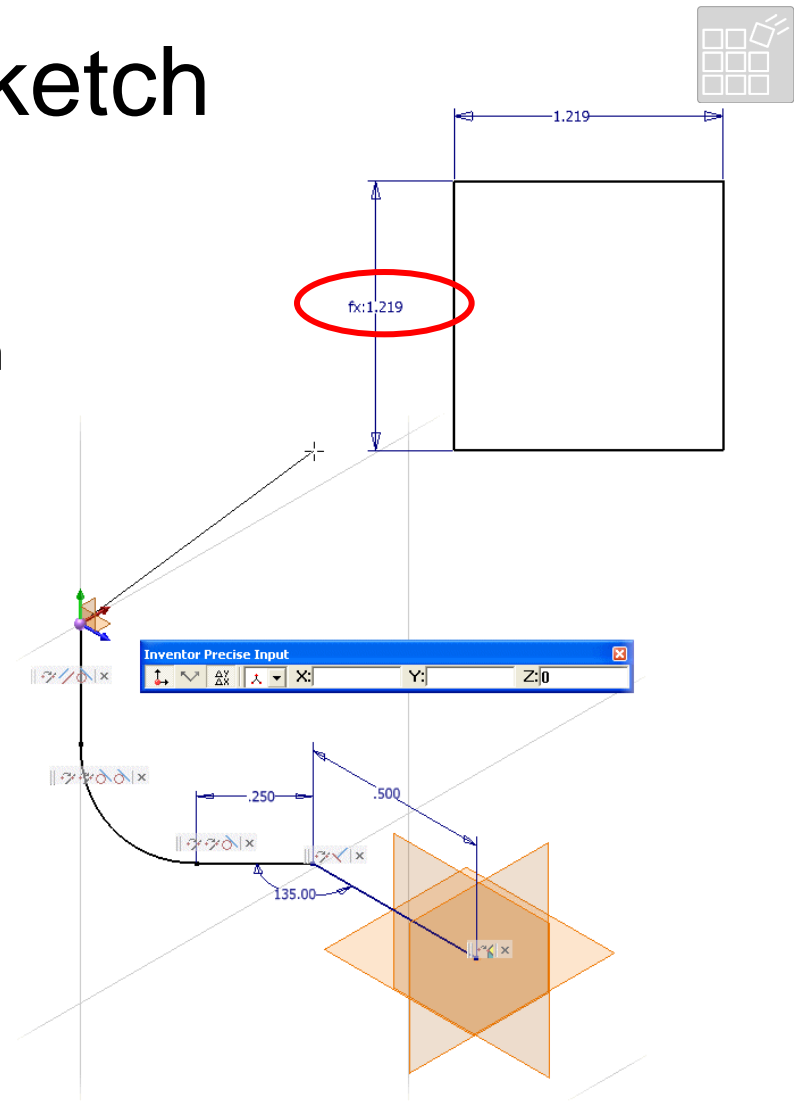 ketch
1.219
fx:1.219
Inventor Precise Input
X: Y: Z: 0
.250
.500
135.00